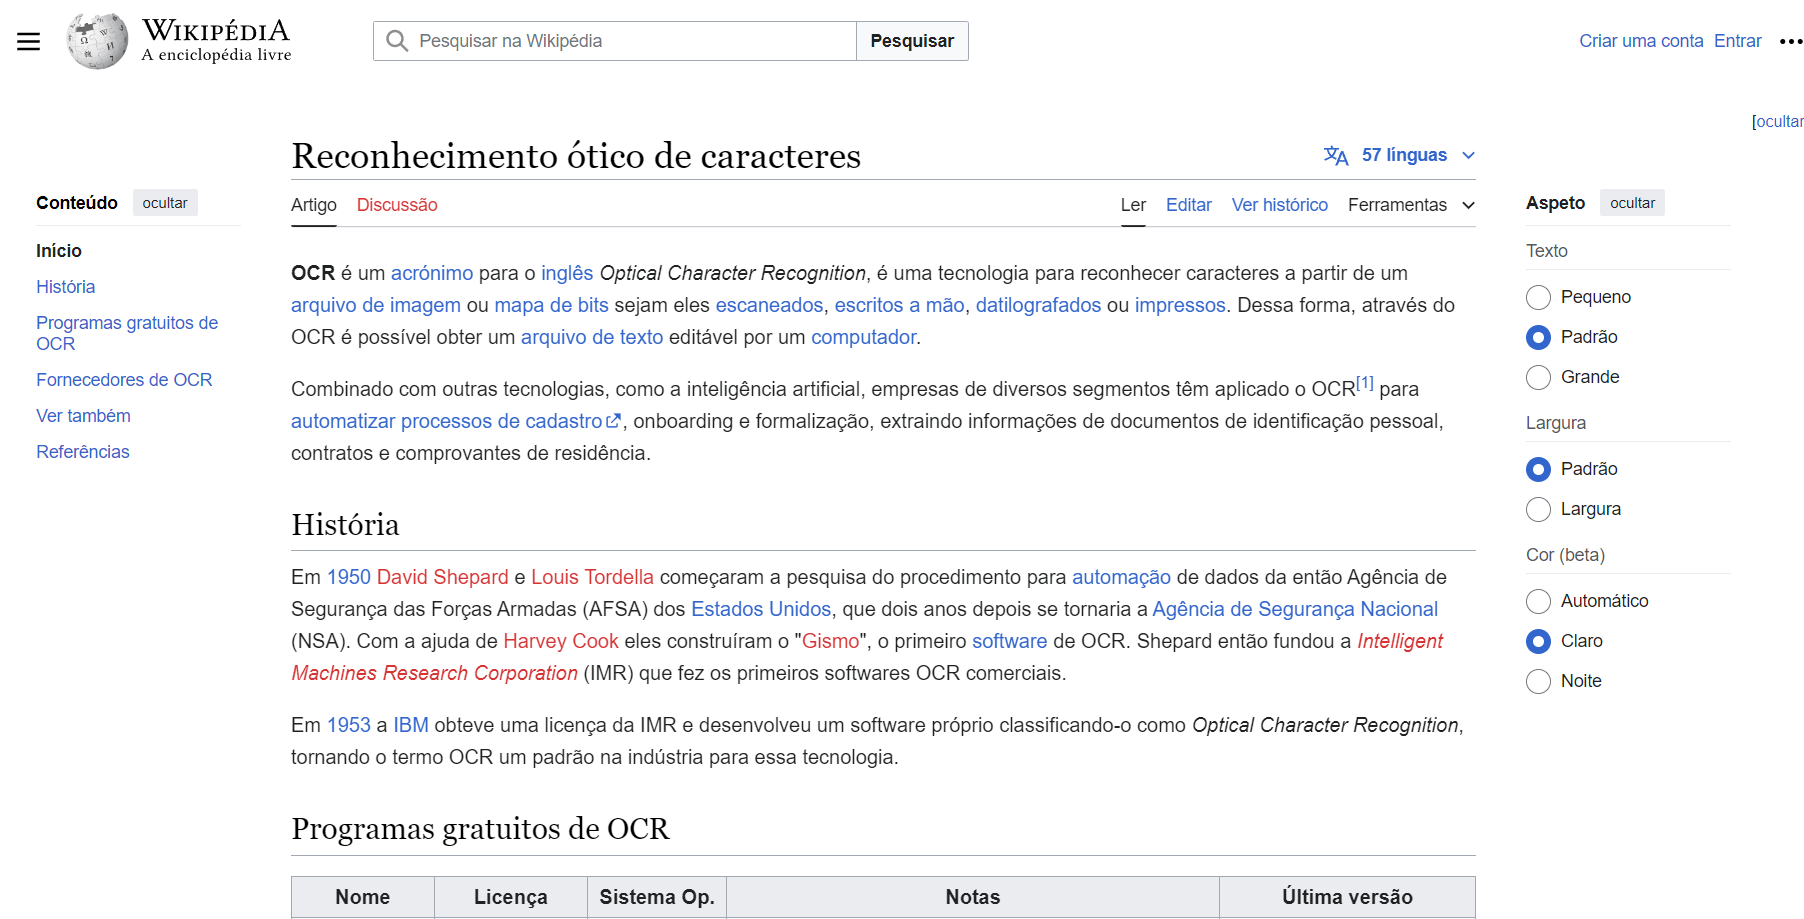 WIKIPÉDIA
A enciclopédia livre
Pesquisar na Wikipédia
Pesquisar
Criar uma conta Entrar
[ocultar
Reconhecimento ótico de caracteres
57 línguas
Conteúdo ocultar
Início
História
Programas gratuitos de
OCR
Fornecedores de OCR
Ver também
Referências
Artigo Discussão
Ler Editar Ver histórico Ferramentas
OCR é um acrónimo para o inglês Optical Character Recognition, é uma tecnologia para reconhecer caracteres a partir de um
arquivo de imagem ou mapa de bits sejam eles escaneados, escritos a mão, datilografados ou impressos. Dessa forma, através do
OCR é possível obter um arquivo de texto editável por um computador.
Combinado com outras tecnologias, como a inteligência artificial, empresas de diversos segmentos têm aplicado o OCR[1] para
automatizar processos de cadastro, onboarding e formalização, extraindo informações de documentos de identificação pessoal,
contratos e comprovantes de residência.
História
Em 1950 David Shepard e Louis Tordella começaram a pesquisa do procedimento para automação de dados da então Agência de
Segurança das Forças Armadas (AFSA) dos Estados Unidos, que dois anos depois se tornaria a Agência de Segurança Nacional
(NSA). Com a ajuda de Harvey Cook eles construíram o "Gismo", o primeiro software de OCR. Shepard então fundou a Intelligent
Machines Research Corporation (IMR) que fez os primeiros softwares OCR comerciais.
Em 1953 a IBM obteve uma licença da IMR e desenvolveu um software próprio classificando-o como Optical Character Recognition,
tornando o termo OCR um padrão na indústria para essa tecnologia.
Programas gratuitos de OCR
Nome Licença Sistema Op. Notas Última versão
Aspeto ocultar
Texto
Pequeno
Padrão
Grande
Largura
Padrão
Largura
Cor (beta)
Automático
Claro
Noite